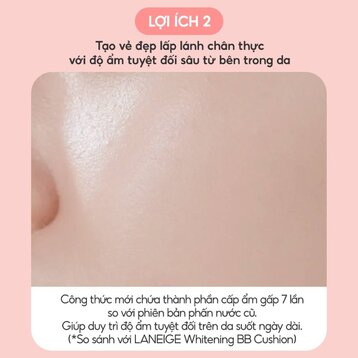 LỢI ÍCH 2
Tạo vẻ đẹp lấp lánh chân thực
với độ ẩm tuyệt đối sâu từ bên trong da
Công thức mới chứa thành phần cấp ẩm gấp 7 lần
so với phiên bản phấn nước cũ.
Giúp duy trì độ ẩm tuyệt đối trên da suốt ngày dài.
(*So sánh với LANEIGE Whitening BB Cushion)